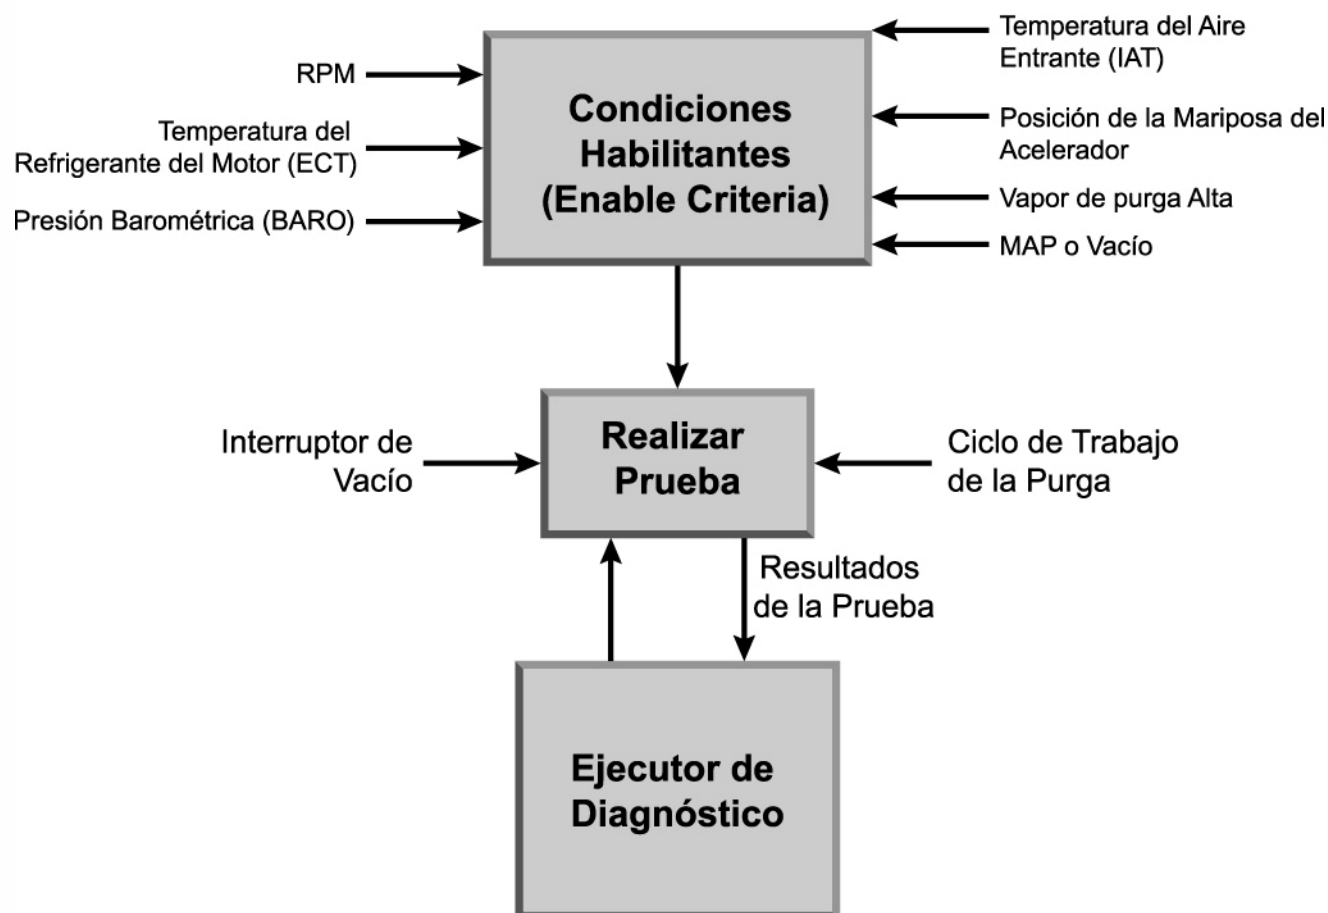 RPM
Temperatura del
Refrigerante del Motor (ECT)
Presión Barométrica (BARO)
Condiciones
Habilitantes
(Enable Criteria)
Temperatura del Aire
Entrante (IAT)
Posición de la Mariposa del
Acelerador
Vapor de purga Alta
MAP o Vacío
Interruptor de
Vacío
Realizar
Prueba
Ciclo de Trabajo
de la Purga
Resultados
de la Prueba
Ejecutor de
Diagnóstico